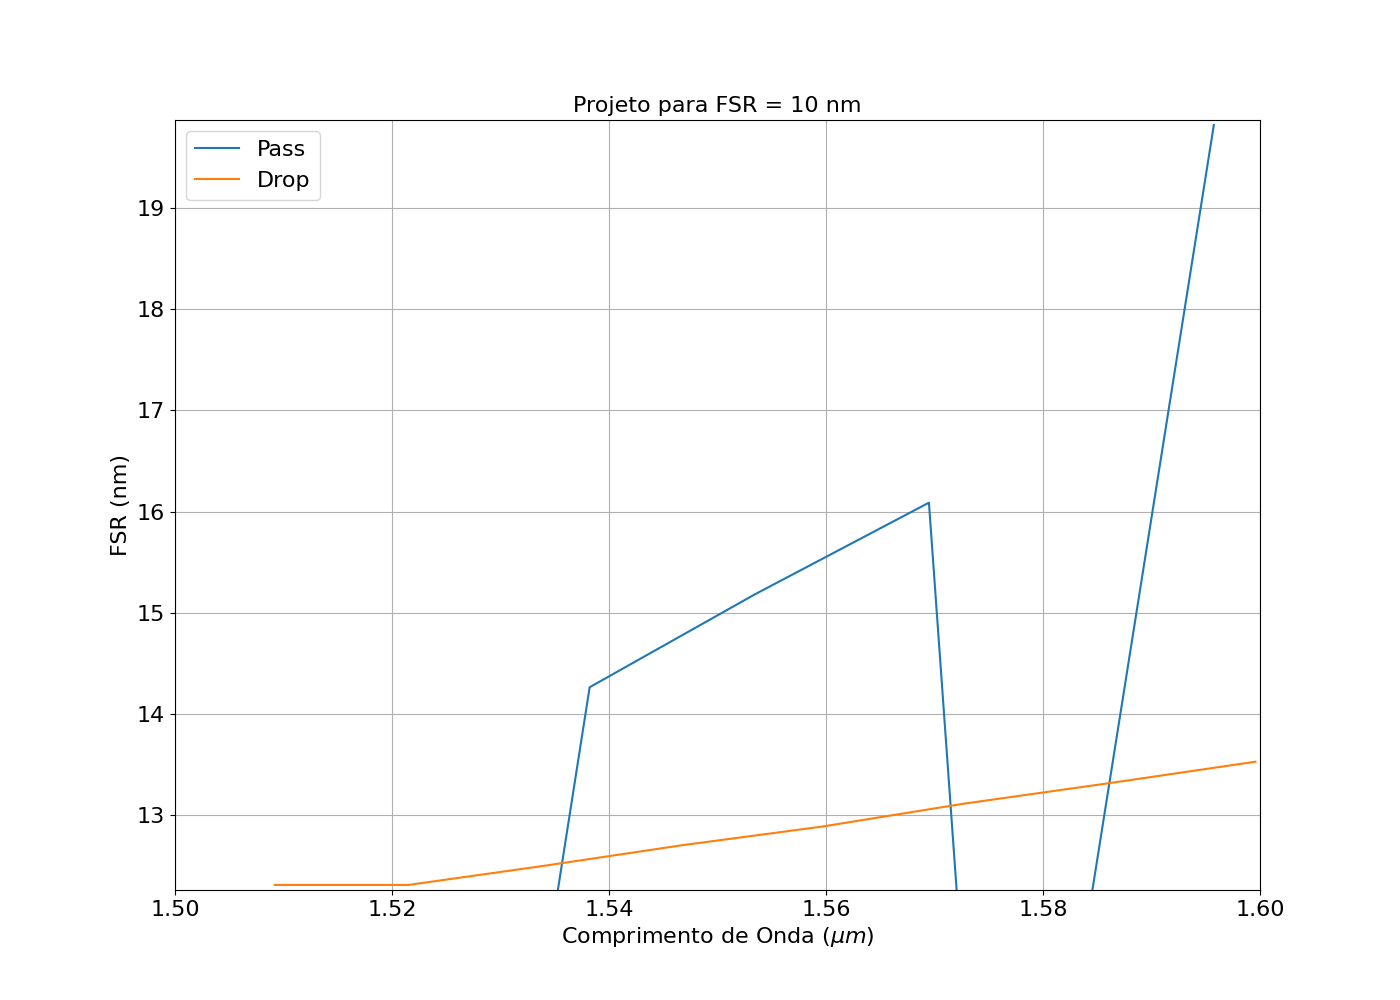 Projeto para FSR = 10 nm
Pass
Drop
19
18
17
16
15
14
13
FSR (nm)
1.50 1.52 1.54 1.56 1.58 1.60
Comprimento de Onda (μm)